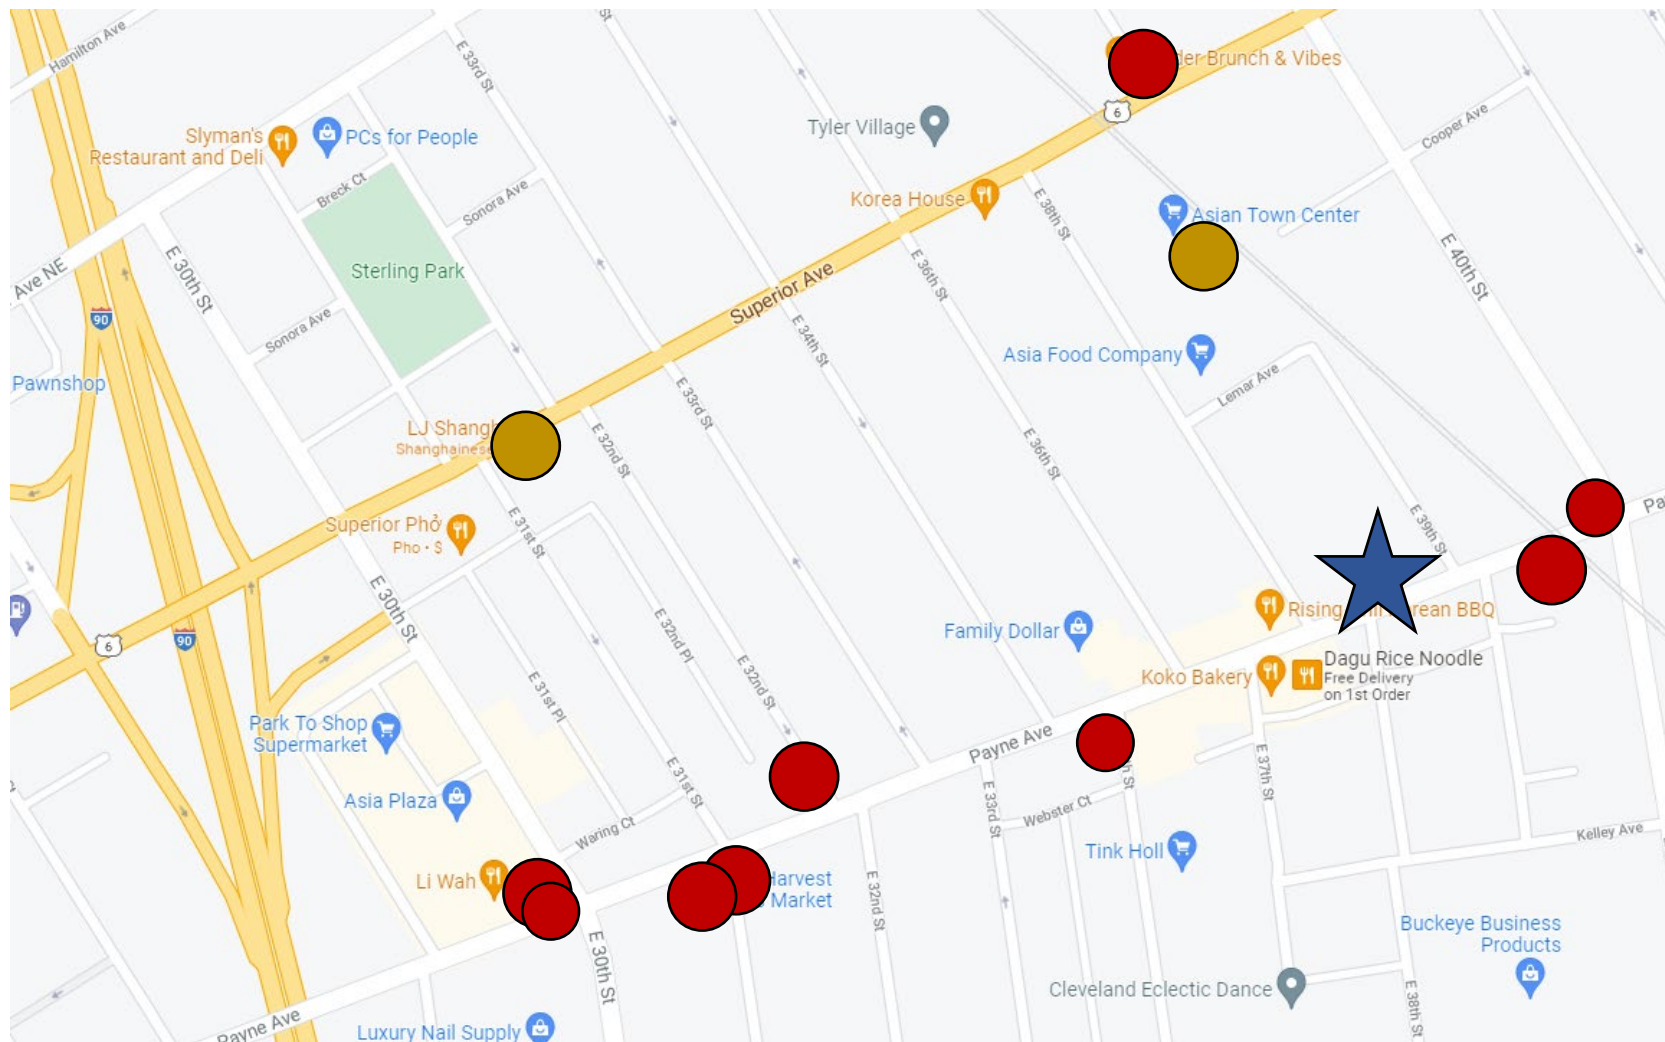 Hamilton Ave
E 33rd St
St
der Brunch & Vibes
6
Slyman's
Restaurant and Deli
PCs for People
Tyler Village
Cooper Ave
Breck Ct
Sonora Ave
Korea House
E 38th St
Asian Town Center
E 30th St
Ave NE
Sterling Park
E 36th St
E 40th St
Superior Ave
90
Sonora Ave
E 34th St
Asia Food Company
Lemar Ave
Pawnshop
E 33rd St
LJ Shang
Shanghainese
E 32nd St
E 36th St
Superior Phở
Pho • $
E 31st St
E 39th St
Pa
E 30th St
90
6
E 32nd Pl
Family Dollar
Rising
rean BBQ
Koko Bakery
Dagu Rice Noodle
Free Delivery
on 1st Order
E 32nd St
E 31st Pl
Park To Shop
Supermarket
Payne Ave
E 31st St
h St
E 37th St
Asia Plaza
E 33rd St
Webster Ct
Waring Ct
Kelley Ave
Tink Holl
Li Wah
Harvest
Market
E 32nd St
Buckeye Business
Products
E 30th St
Cleveland Eclectic Dance
E 38th St
Payne Ave
Luxury Nail Supply